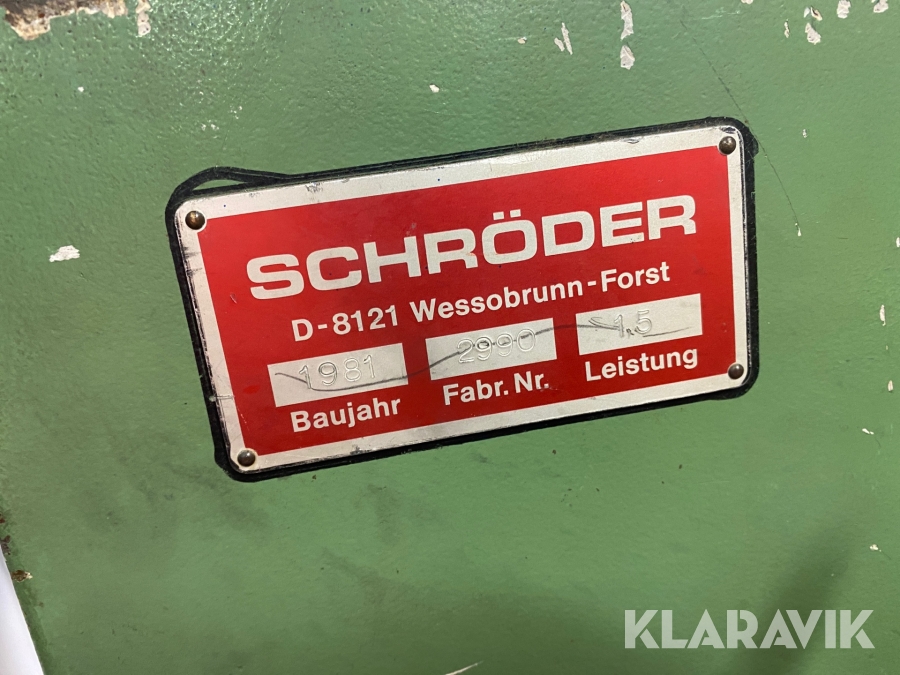 SCHRÖDER
D-8121 Wessobrunn-Forst
1981 2990 1,5
Baujahr Fabr. Nr. Leistung
KLARAVIK